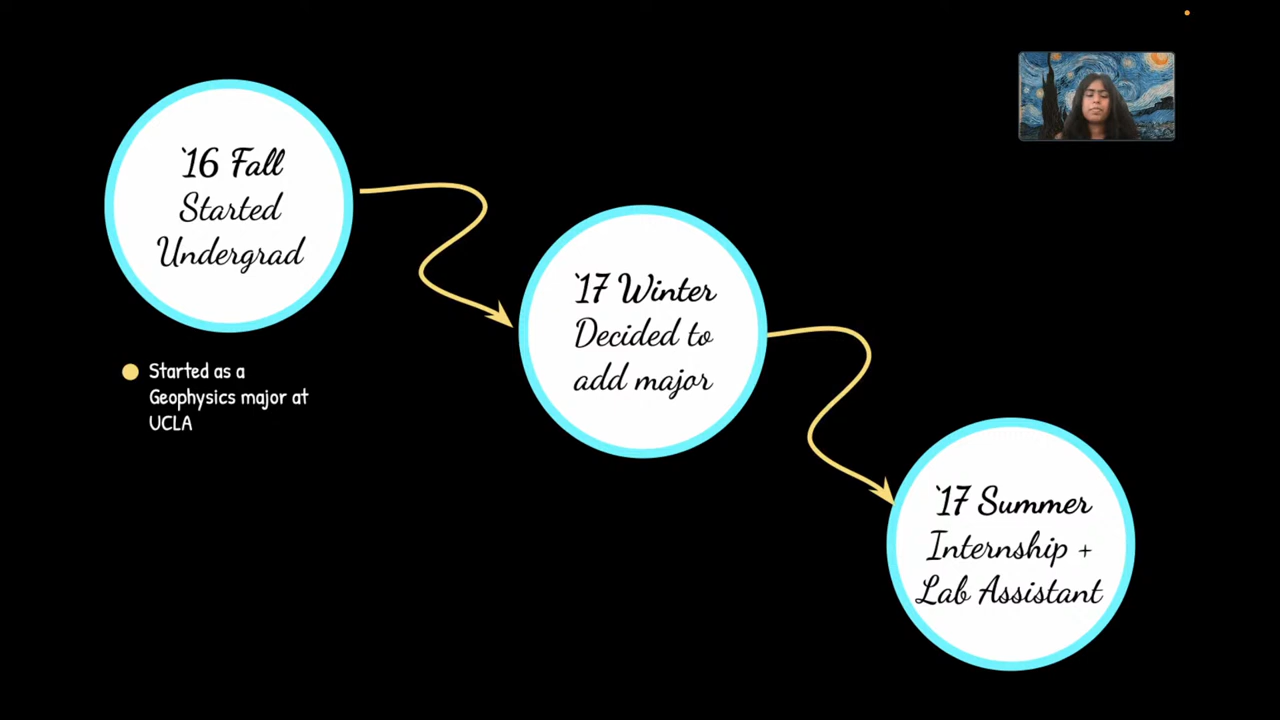 `16 Fall
Started
Undergrad
Started as a
Geophysics major at
UCLA
`17 Winter
Decided to
add major
`17 Summer
Internship +
Lab Assistant